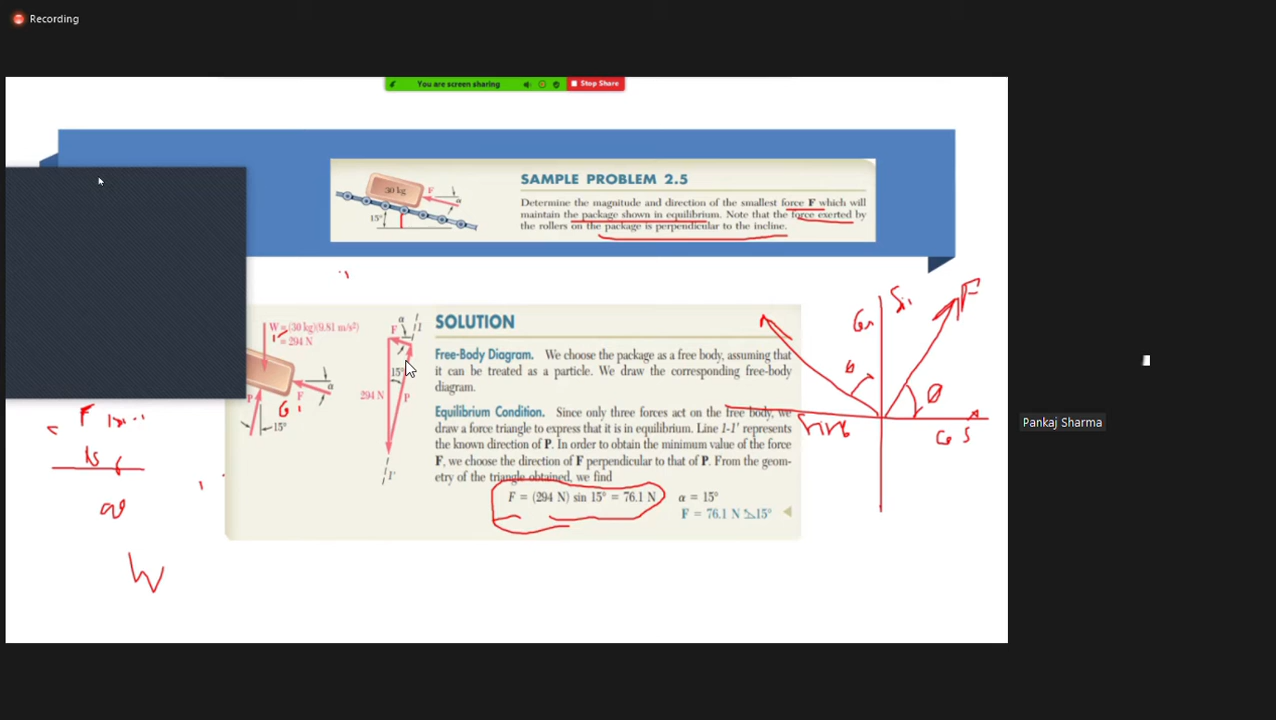 Recording
You are screen sharing
Stop Share
SAMPLE PROBLEM 2.5
Determine the magnitude and direction of the smallest force F which will
maintain the package shown in equilibrium. Note that the force exerted by
the rollers on the package is perpendicular to the incline.
30 kg
F
α
15°
W = (30 kg)(9.81 m/s²)
= 294 N
F
α
P
15°
F
α
1
15°
294 N
P
1'
SOLUTION
Free-Body Diagram. We choose the package as a free body, assuming that
it can be treated as a particle. We draw the corresponding free-body
diagram.
Equilibrium Condition. Since only three forces act on the free body, we
draw a force triangle to express that it is in equilibrium. Line 1-1' represents
the known direction of P. In order to obtain the minimum value of the force
F, we choose the direction of F perpendicular to that of P. From the geom-
etry of the triangle obtained, we find
F = (294 N) sin 15° = 76.1 N α = 15°
F = 76.1 N ⦩15°
F
θ
F
W
Pankaj Sharma